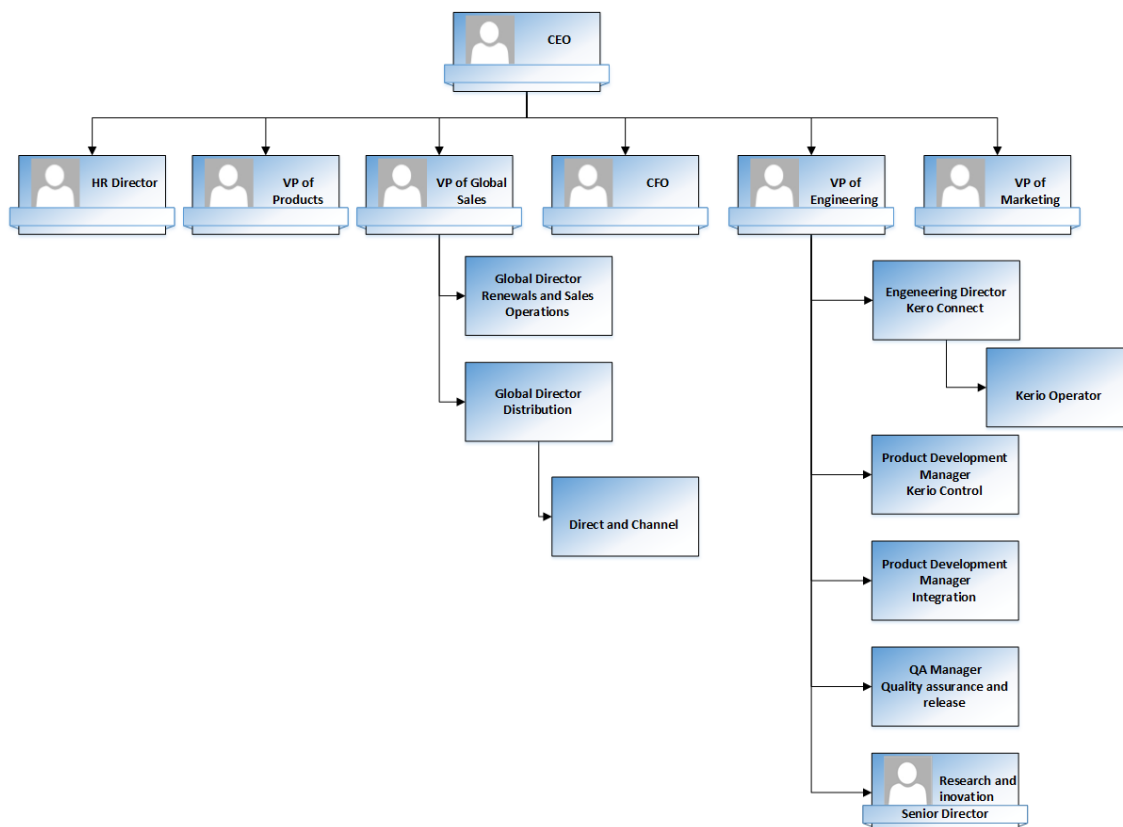 CEO
HR Director
VP of
Products
VP of Global
Sales
CFO
VP of
Engineering
VP of
Marketing
Global Director
Renewals and Sales
Operations
Global Director
Distribution
Direct and Channel
Engeneering Director
Kero Connect
Kerio Operator
Product Development
Manager
Kerio Control
Product Development
Manager
Integration
QA Manager
Quality assurance and
release
Research and
inovation
Senior Director